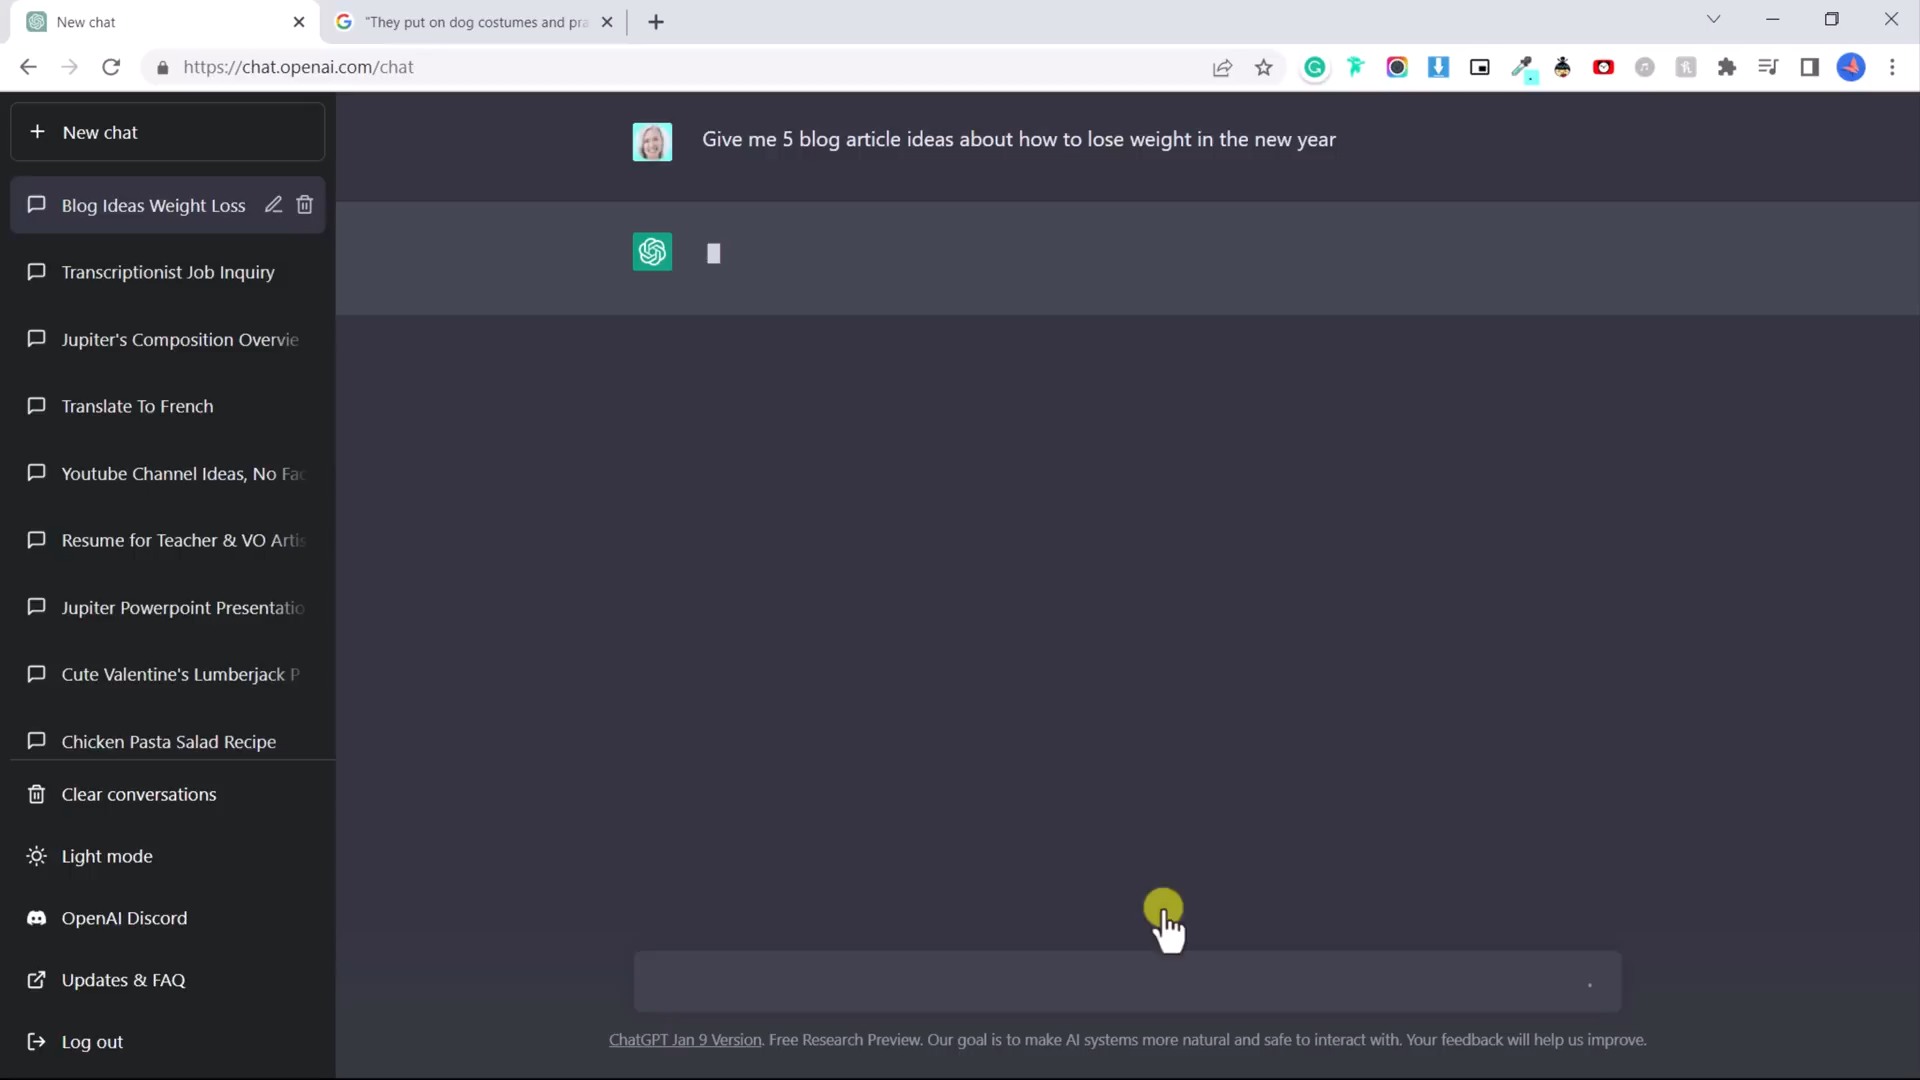 New chat
"They put on dog costumes and pra
https://chat.openai.com/chat
New chat
Blog Ideas Weight Loss
Transcriptionist Job Inquiry
Jupiter's Composition Overvie
Translate To French
Youtube Channel Ideas, No Fac
Resume for Teacher & VO Artis
Jupiter Powerpoint Presentatio
Cute Valentine's Lumberjack P
Chicken Pasta Salad Recipe
Clear conversations
Light mode
OpenAI Discord
Updates & FAQ
Log out
Give me 5 blog article ideas about how to lose weight in the new year
ChatGPT Jan 9 Version. Free Research Preview. Our goal is to make AI systems more natural and safe to interact with. Your feedback will help us improve.